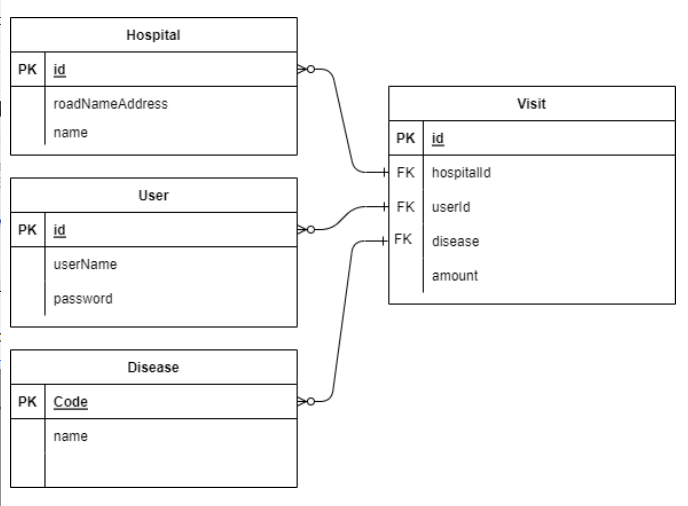 Hospital
PK id
roadNameAddress
name
User
PK id
userName
password
Disease
PK Code
name
Visit
PK id
FK hospitalId
FK userId
FK disease
amount